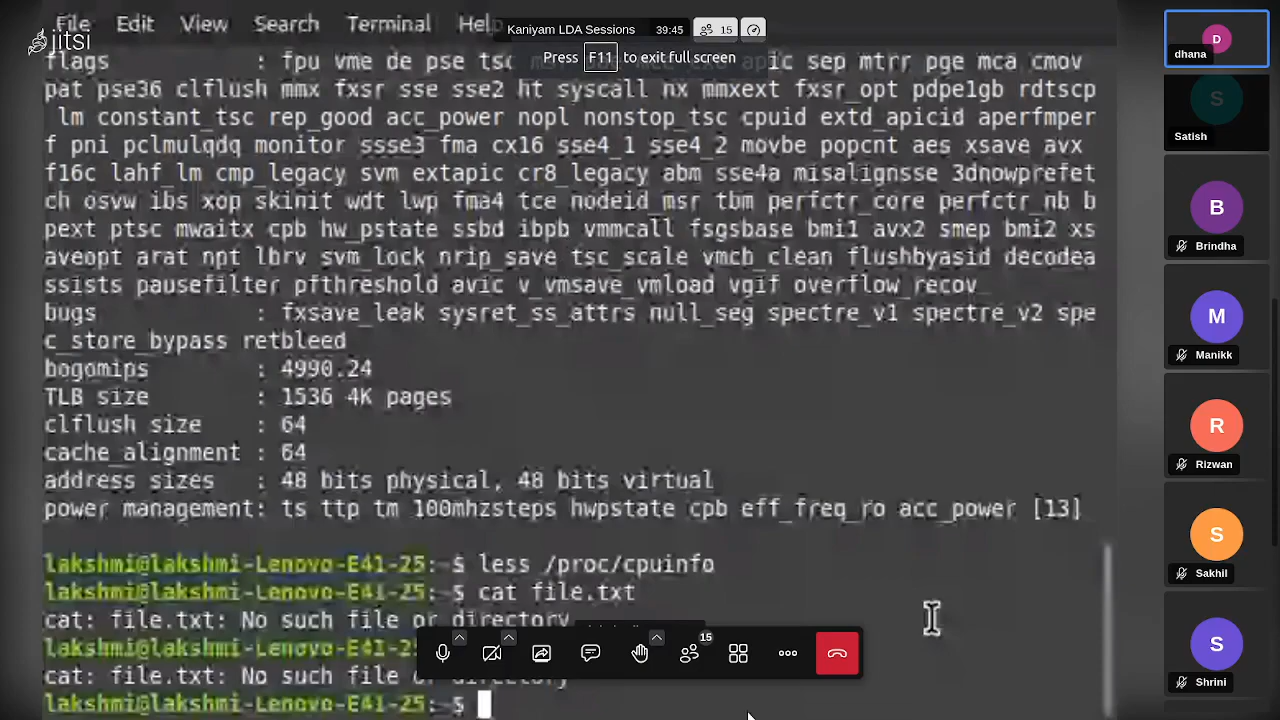 File Edit View Search Terminal Help
jitsi
Kaniyam LDA Sessions 39:45 15
Press F11 to exit full screen
flags : fpu vme de pse tsc apic sep mtrr pge mca cmov
pat pse36 clflush mmx fxsr sse sse2 ht syscall nx mmxext fxsr_opt pdpe1gb rdtscp
lm constant_tsc rep_good acc_power nopl nonstop_tsc cpuid extd_apicid aperfmper
f pni pclmulqdq monitor ssse3 fma cx16 sse4_1 sse4_2 movbe popcnt aes xsave avx
f16c lahf_lm cmp_legacy svm extapic cr8_legacy abm sse4a misalignsse 3dnowprefet
ch osvw ibs xop skinit wdt lwp fma4 tce nodeid_msr tbm perfctr_core perfctr_nb b
pext ptsc mwaitx cpb hw_pstate ssbd ibpb vmmcall fsgsbase bmi1 avx2 smep bmi2 xs
aveopt arat npt lbrv svm_lock nrip_save tsc_scale vmcb_clean flushbyasid decodea
ssists pausefilter pfthreshold avic v_vmsave_vmload vgif overflow_recov
bugs : fxsave_leak sysret_ss_attrs null_seg spectre_v1 spectre_v2 spe
c_store_bypass retbleed
bogomips : 4990.24
TLB size : 1536 4K pages
clflush size : 64
cache_alignment : 64
address sizes : 48 bits physical, 48 bits virtual
power management: ts ttp tm 100mhzsteps hwpstate cpb eff_freq_ro acc_power [13]
lakshmi@lakshmi-Lenovo-E41-25:~$ less /proc/cpuinfo
lakshmi@lakshmi-Lenovo-E41-25:~$ cat file.txt
cat: file.txt: No such file or directory
lakshmi@lakshmi-Lenovo-E41-25:
cat: file.txt: No such file or directory
lakshmi@lakshmi-Lenovo-E41-25:~$
15
D
dhana
S
Satish
B
Brindha
M
Manikk
R
Rizwan
S
Sakhil
S
Shrini